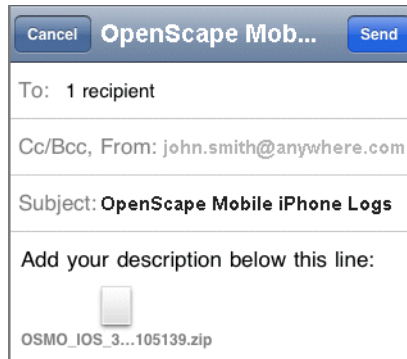 Cancel OpenScape Mob... Send
To: 1 recipient
Cc/Bcc, From: john.smith@anywhere.com
Subject: OpenScape Mobile iPhone Logs
Add your description below this line:
OSMO_IOS_3...105139.zip